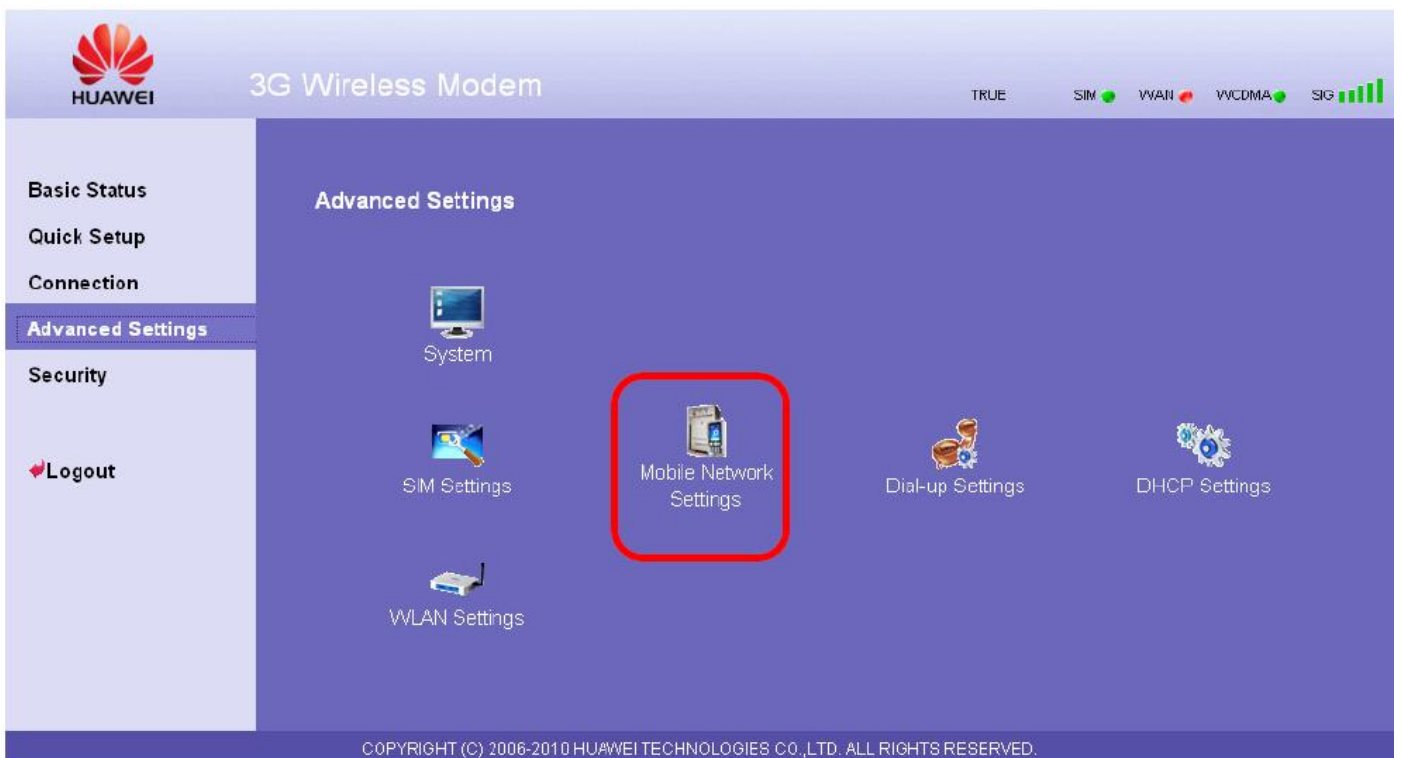 HUAWEI
3G Wireless Modem
TRUE SIM WAN WCDMA SIG
Basic Status
Quick Setup
Connection
Advanced Settings
Security
Logout
Advanced Settings
System
SIM Settings
Mobile Network
Settings
Dial-up Settings
DHCP Settings
WLAN Settings
COPYRIGHT (C) 2006-2010 HUAWEI TECHNOLOGIES CO.,LTD. ALL RIGHTS RESERVED.